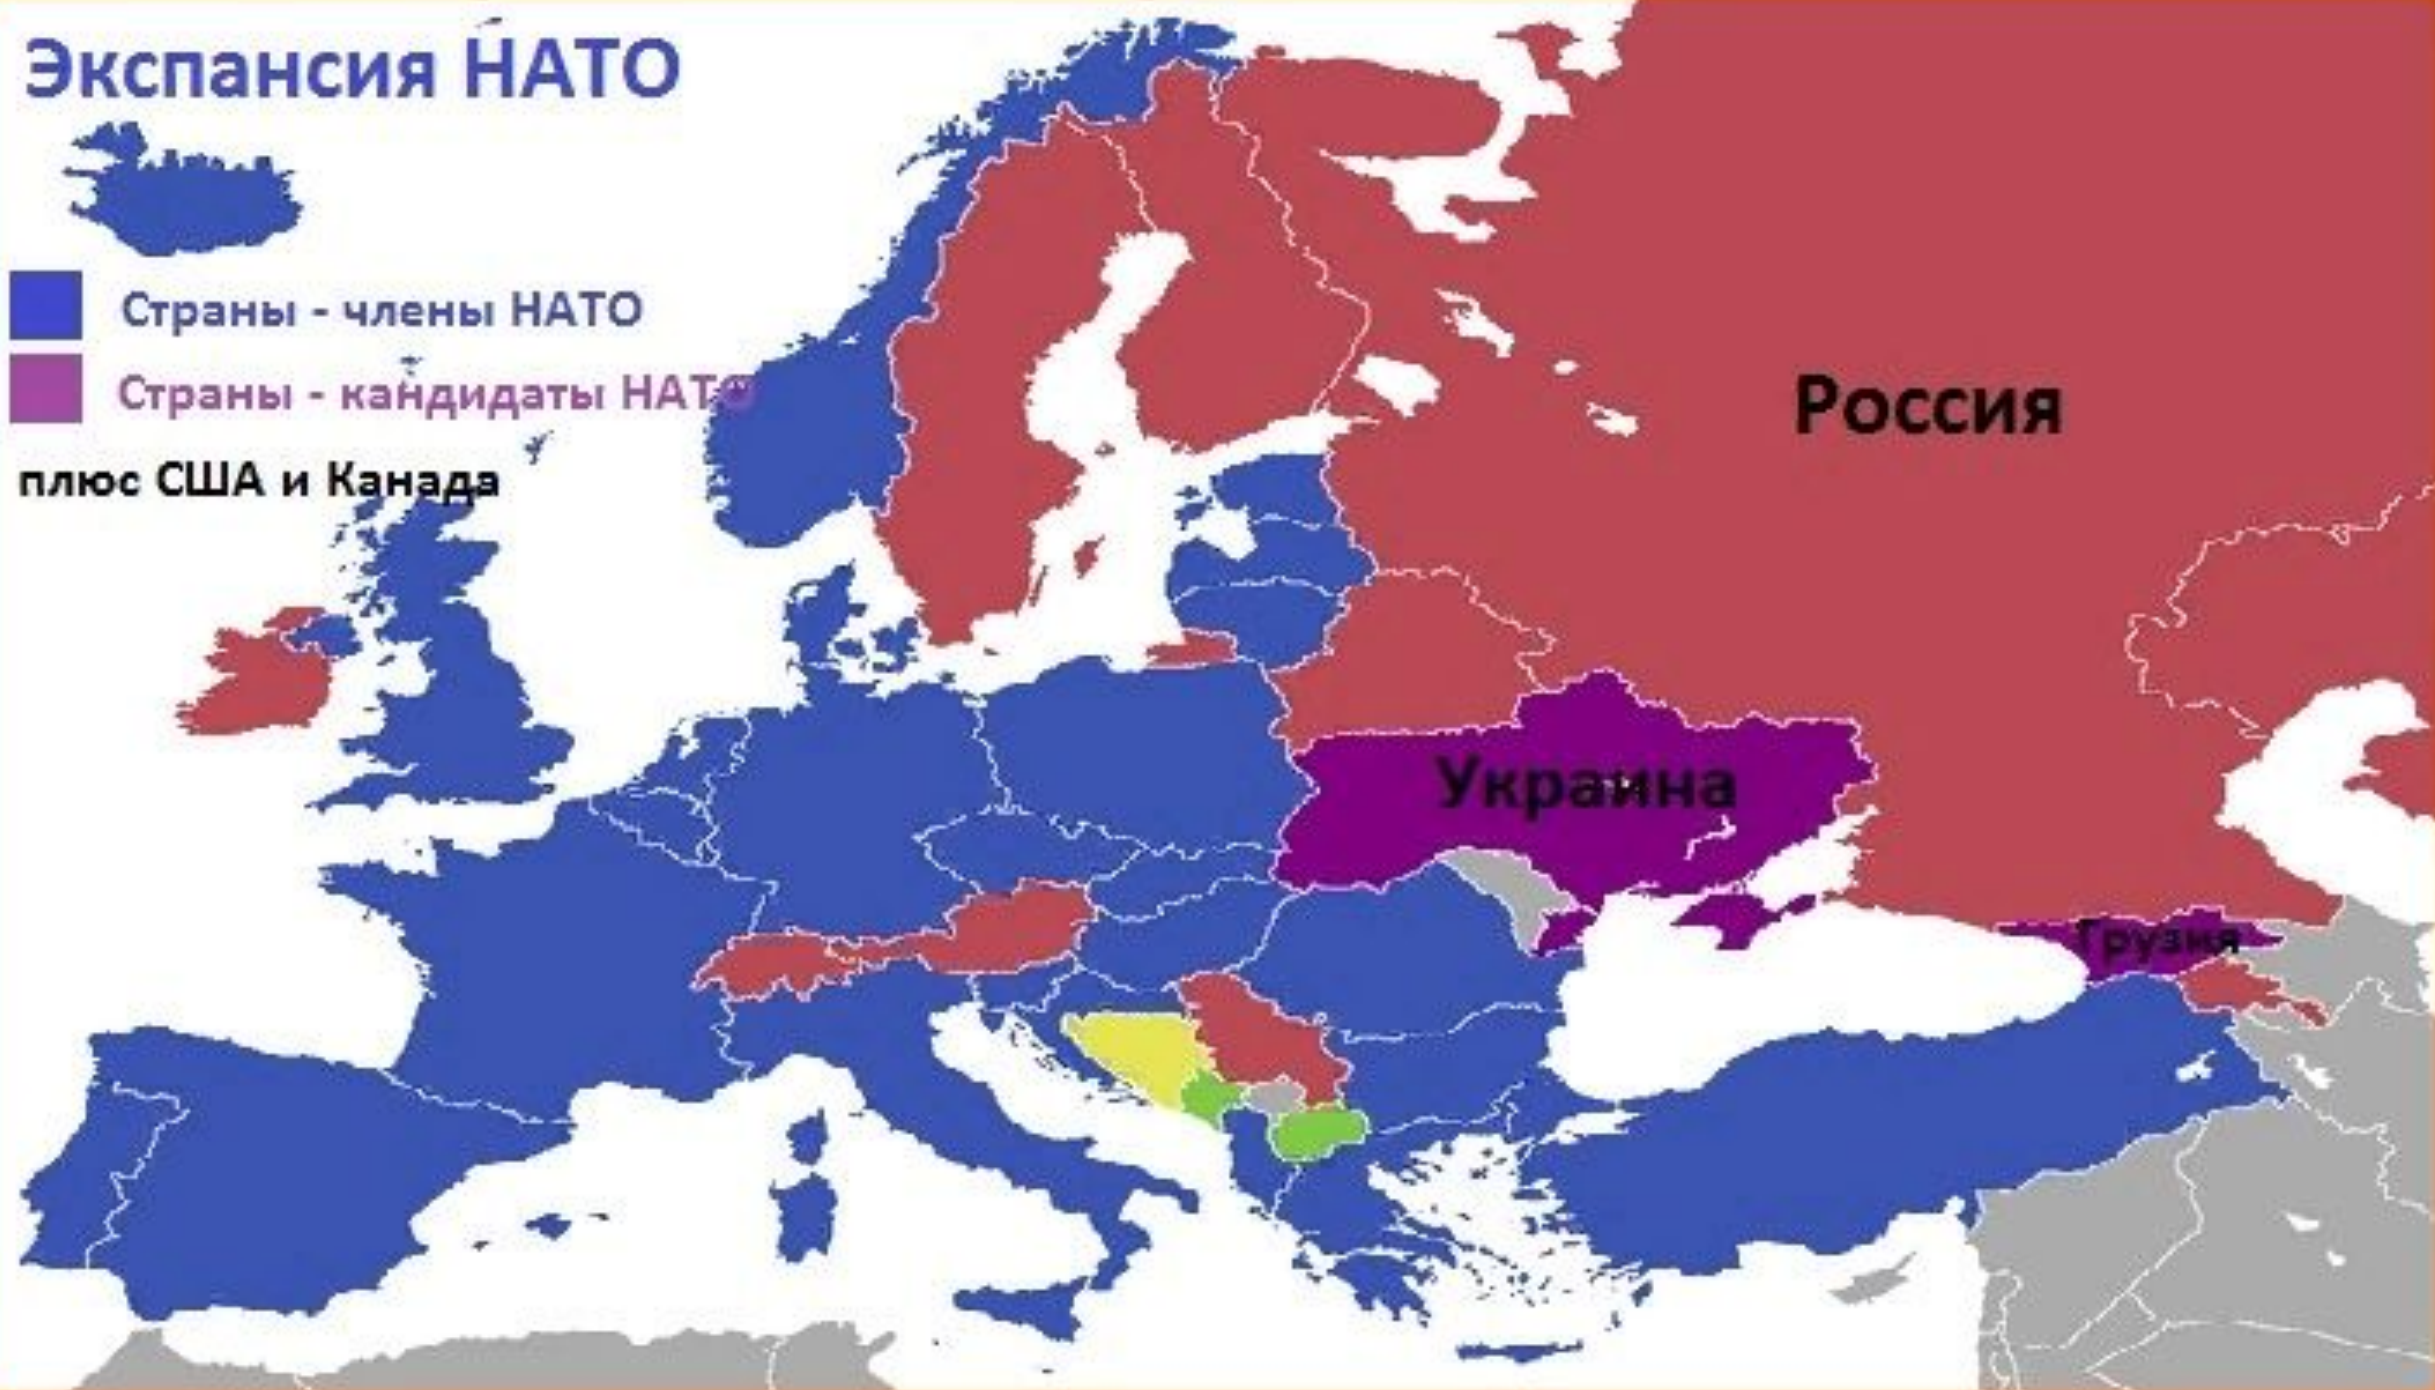 Экспансия НАТО
Страны - члены НАТО
Страны - кандидаты НАТО
плюс США и Канада
Россия
Украина
Грузия